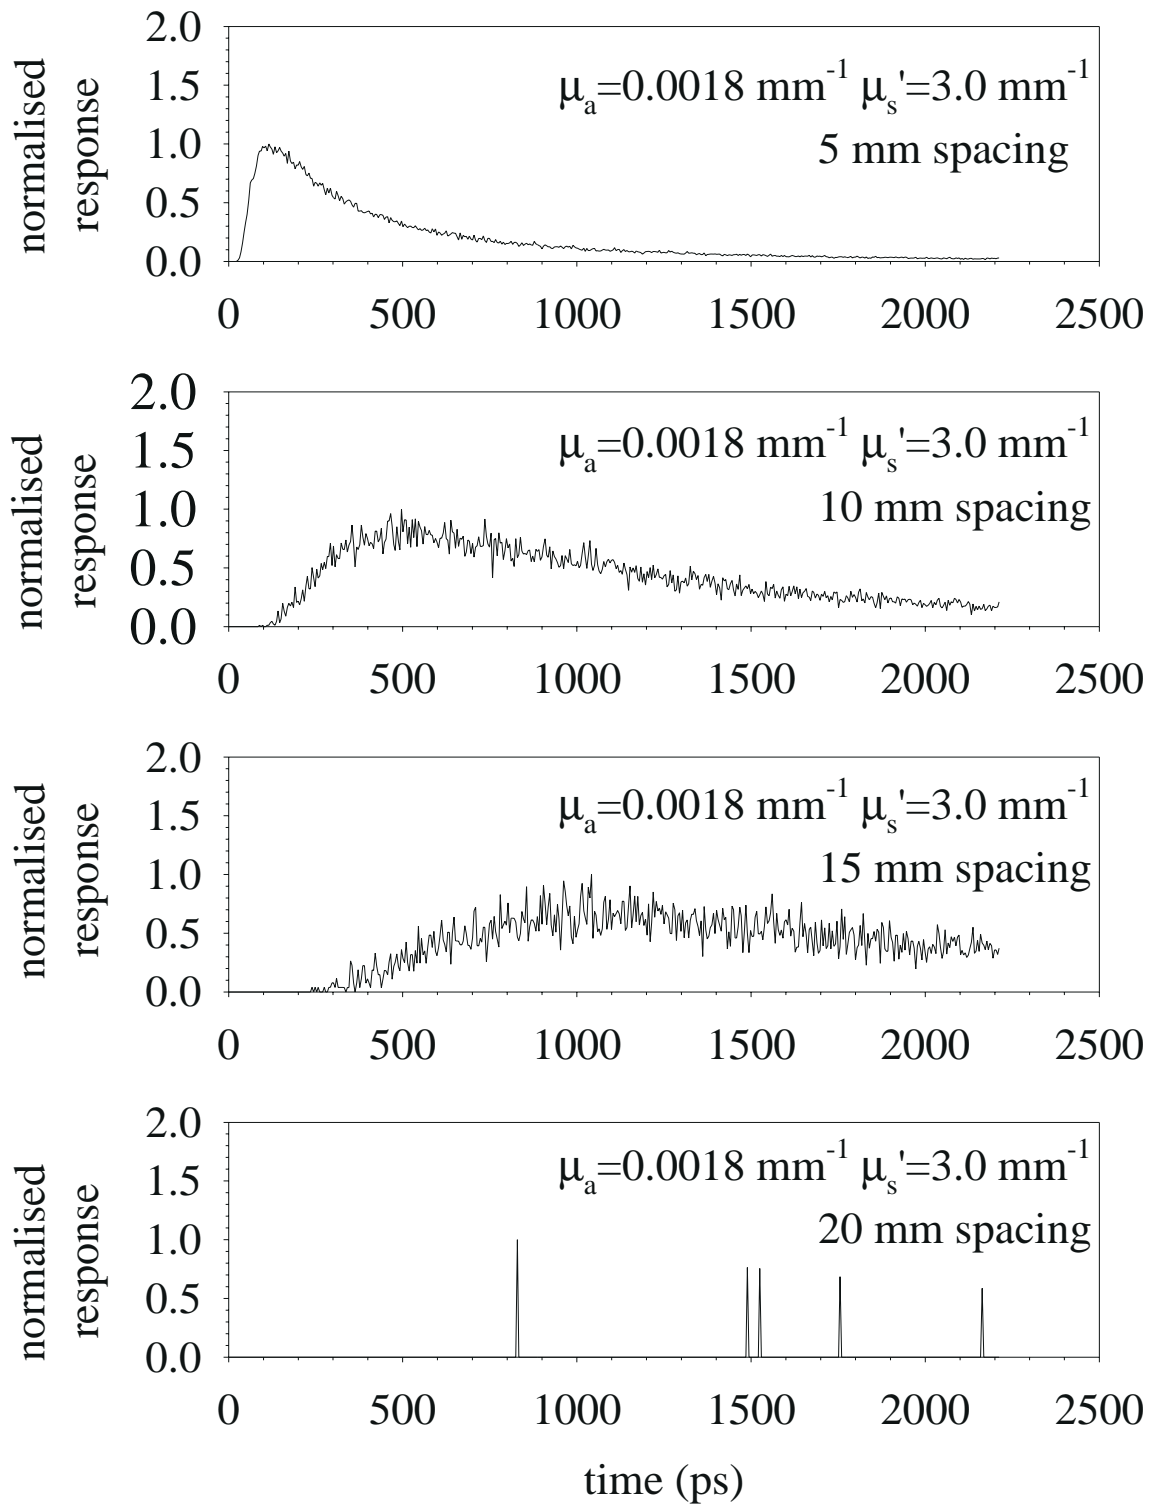 2.0
normalised
response
μa=0.0018 mm-1 μs'=3.0 mm-1
1.5
5 mm spacing
1.0
0.5
0.0
0 500 1000 1500 2000 2500
2.0
normalised
response
μa=0.0018 mm-1 μs'=3.0 mm-1
1.5
10 mm spacing
1.0
0.5
0.0
0 500 1000 1500 2000 2500
2.0
normalised
response
μa=0.0018 mm-1 μs'=3.0 mm-1
1.5
15 mm spacing
1.0
0.5
0.0
0 500 1000 1500 2000 2500
2.0
normalised
response
μa=0.0018 mm-1 μs'=3.0 mm-1
1.5
20 mm spacing
1.0
0.5
0.0
0 500 1000 1500 2000 2500
time (ps)